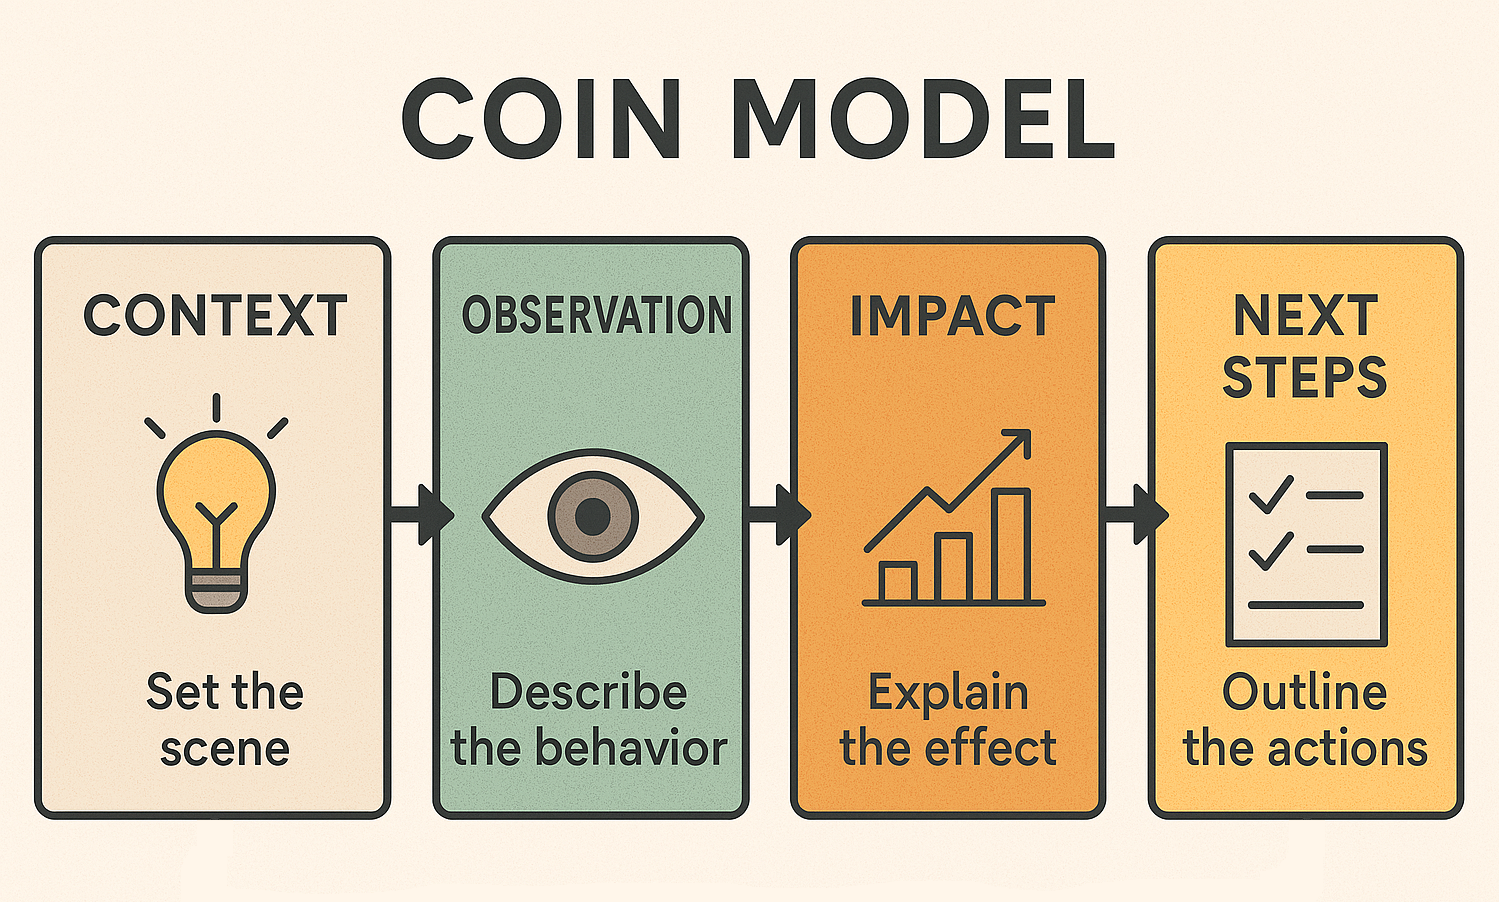 COIN MODEL
CONTEXT
Set the
scene
OBSERVATION
Describe
the behavior
IMPACT
Explain
the effect
NEXT
STEPS
Outline
the actions